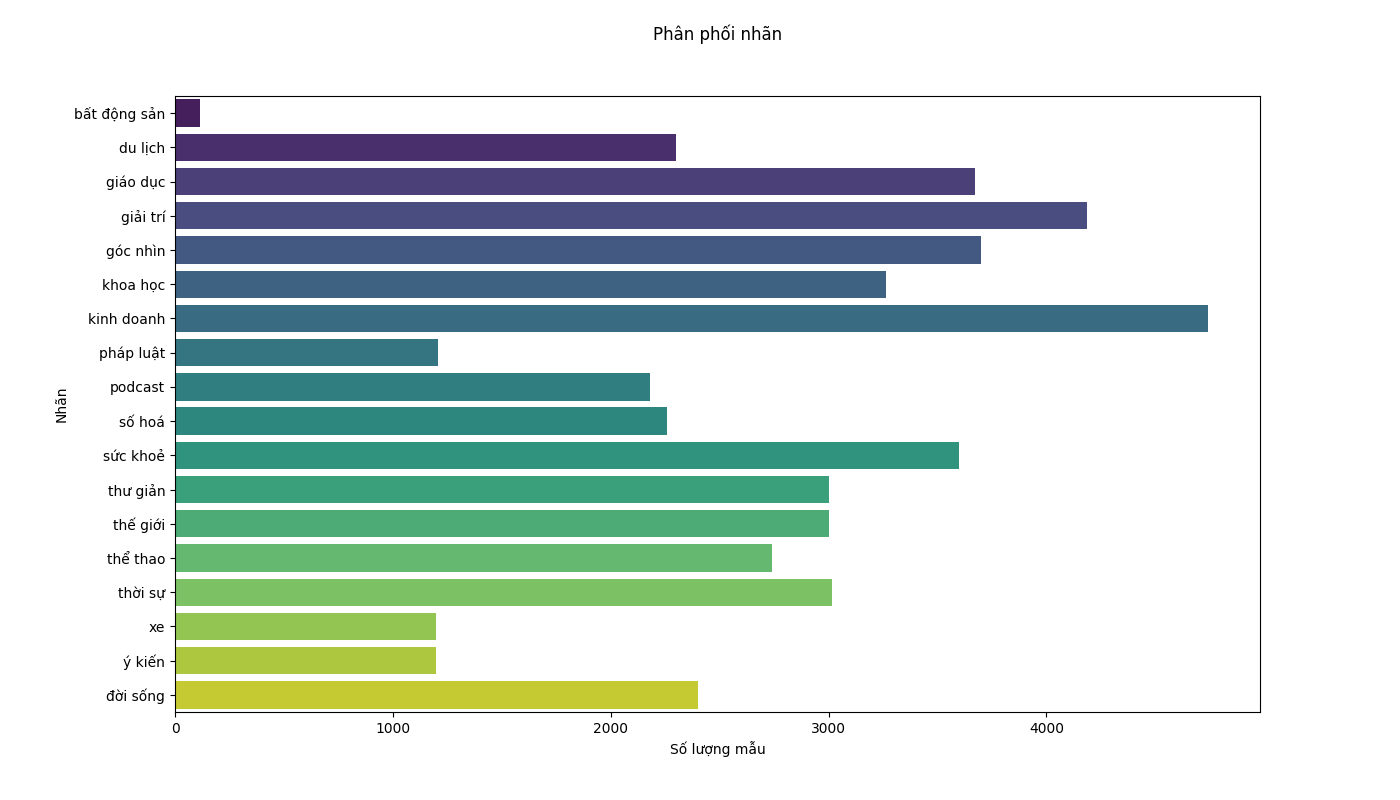 Phân phối nhãn
bất động sản
du lịch
giáo dục
giải trí
góc nhìn
khoa học
kinh doanh
pháp luật
podcast
số hoá
sức khoẻ
thư giản
thế giới
thể thao
thời sự
xe
ý kiến
đời sống
Nhãn
0 1000 2000 3000 4000
Số lượng mẫu